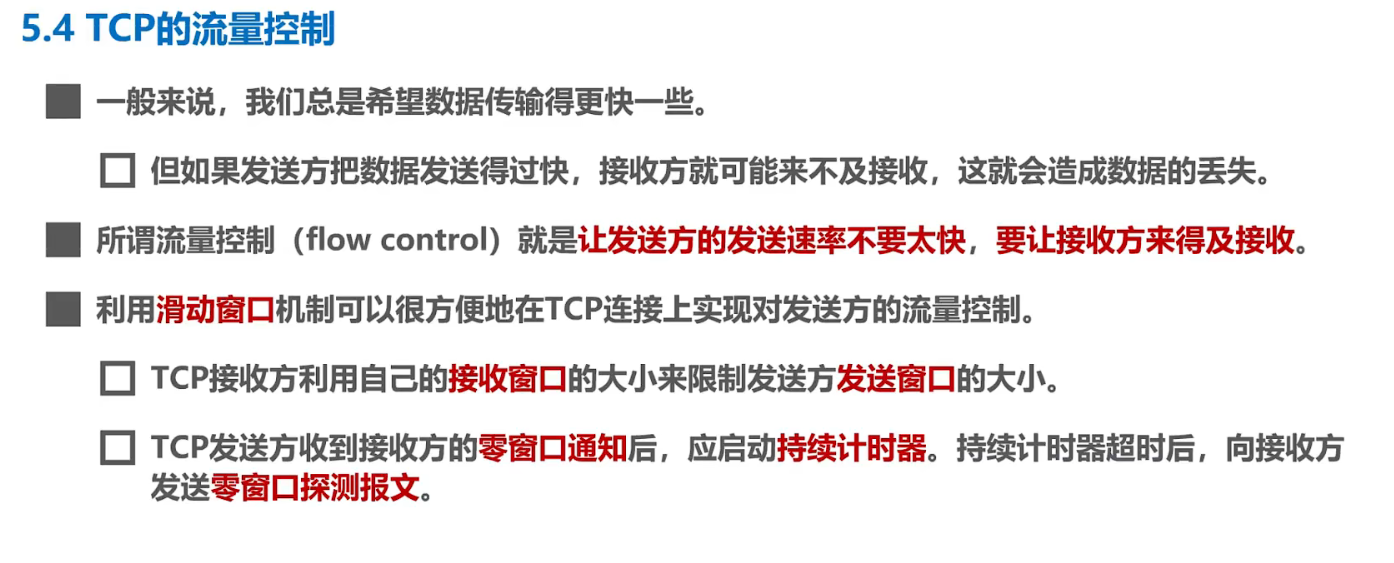 5.4 TCP的流量控制
一般来说，我们总是希望数据传输得更快一些。
但如果发送方把数据发送得过快，接收方就可能来不及接收，这就会造成数据的丢失。
所谓流量控制（flow control）就是让发送方的发送速率不要太快，要让接收方来得及接收。
利用滑动窗口机制可以很方便地在TCP连接上实现对发送方的流量控制。
TCP接收方利用自己的接收窗口的大小来限制发送方发送窗口的大小。
TCP发送方收到接收方的零窗口通知后，应启动持续计时器。持续计时器超时后，向接收方
发送零窗口探测报文。